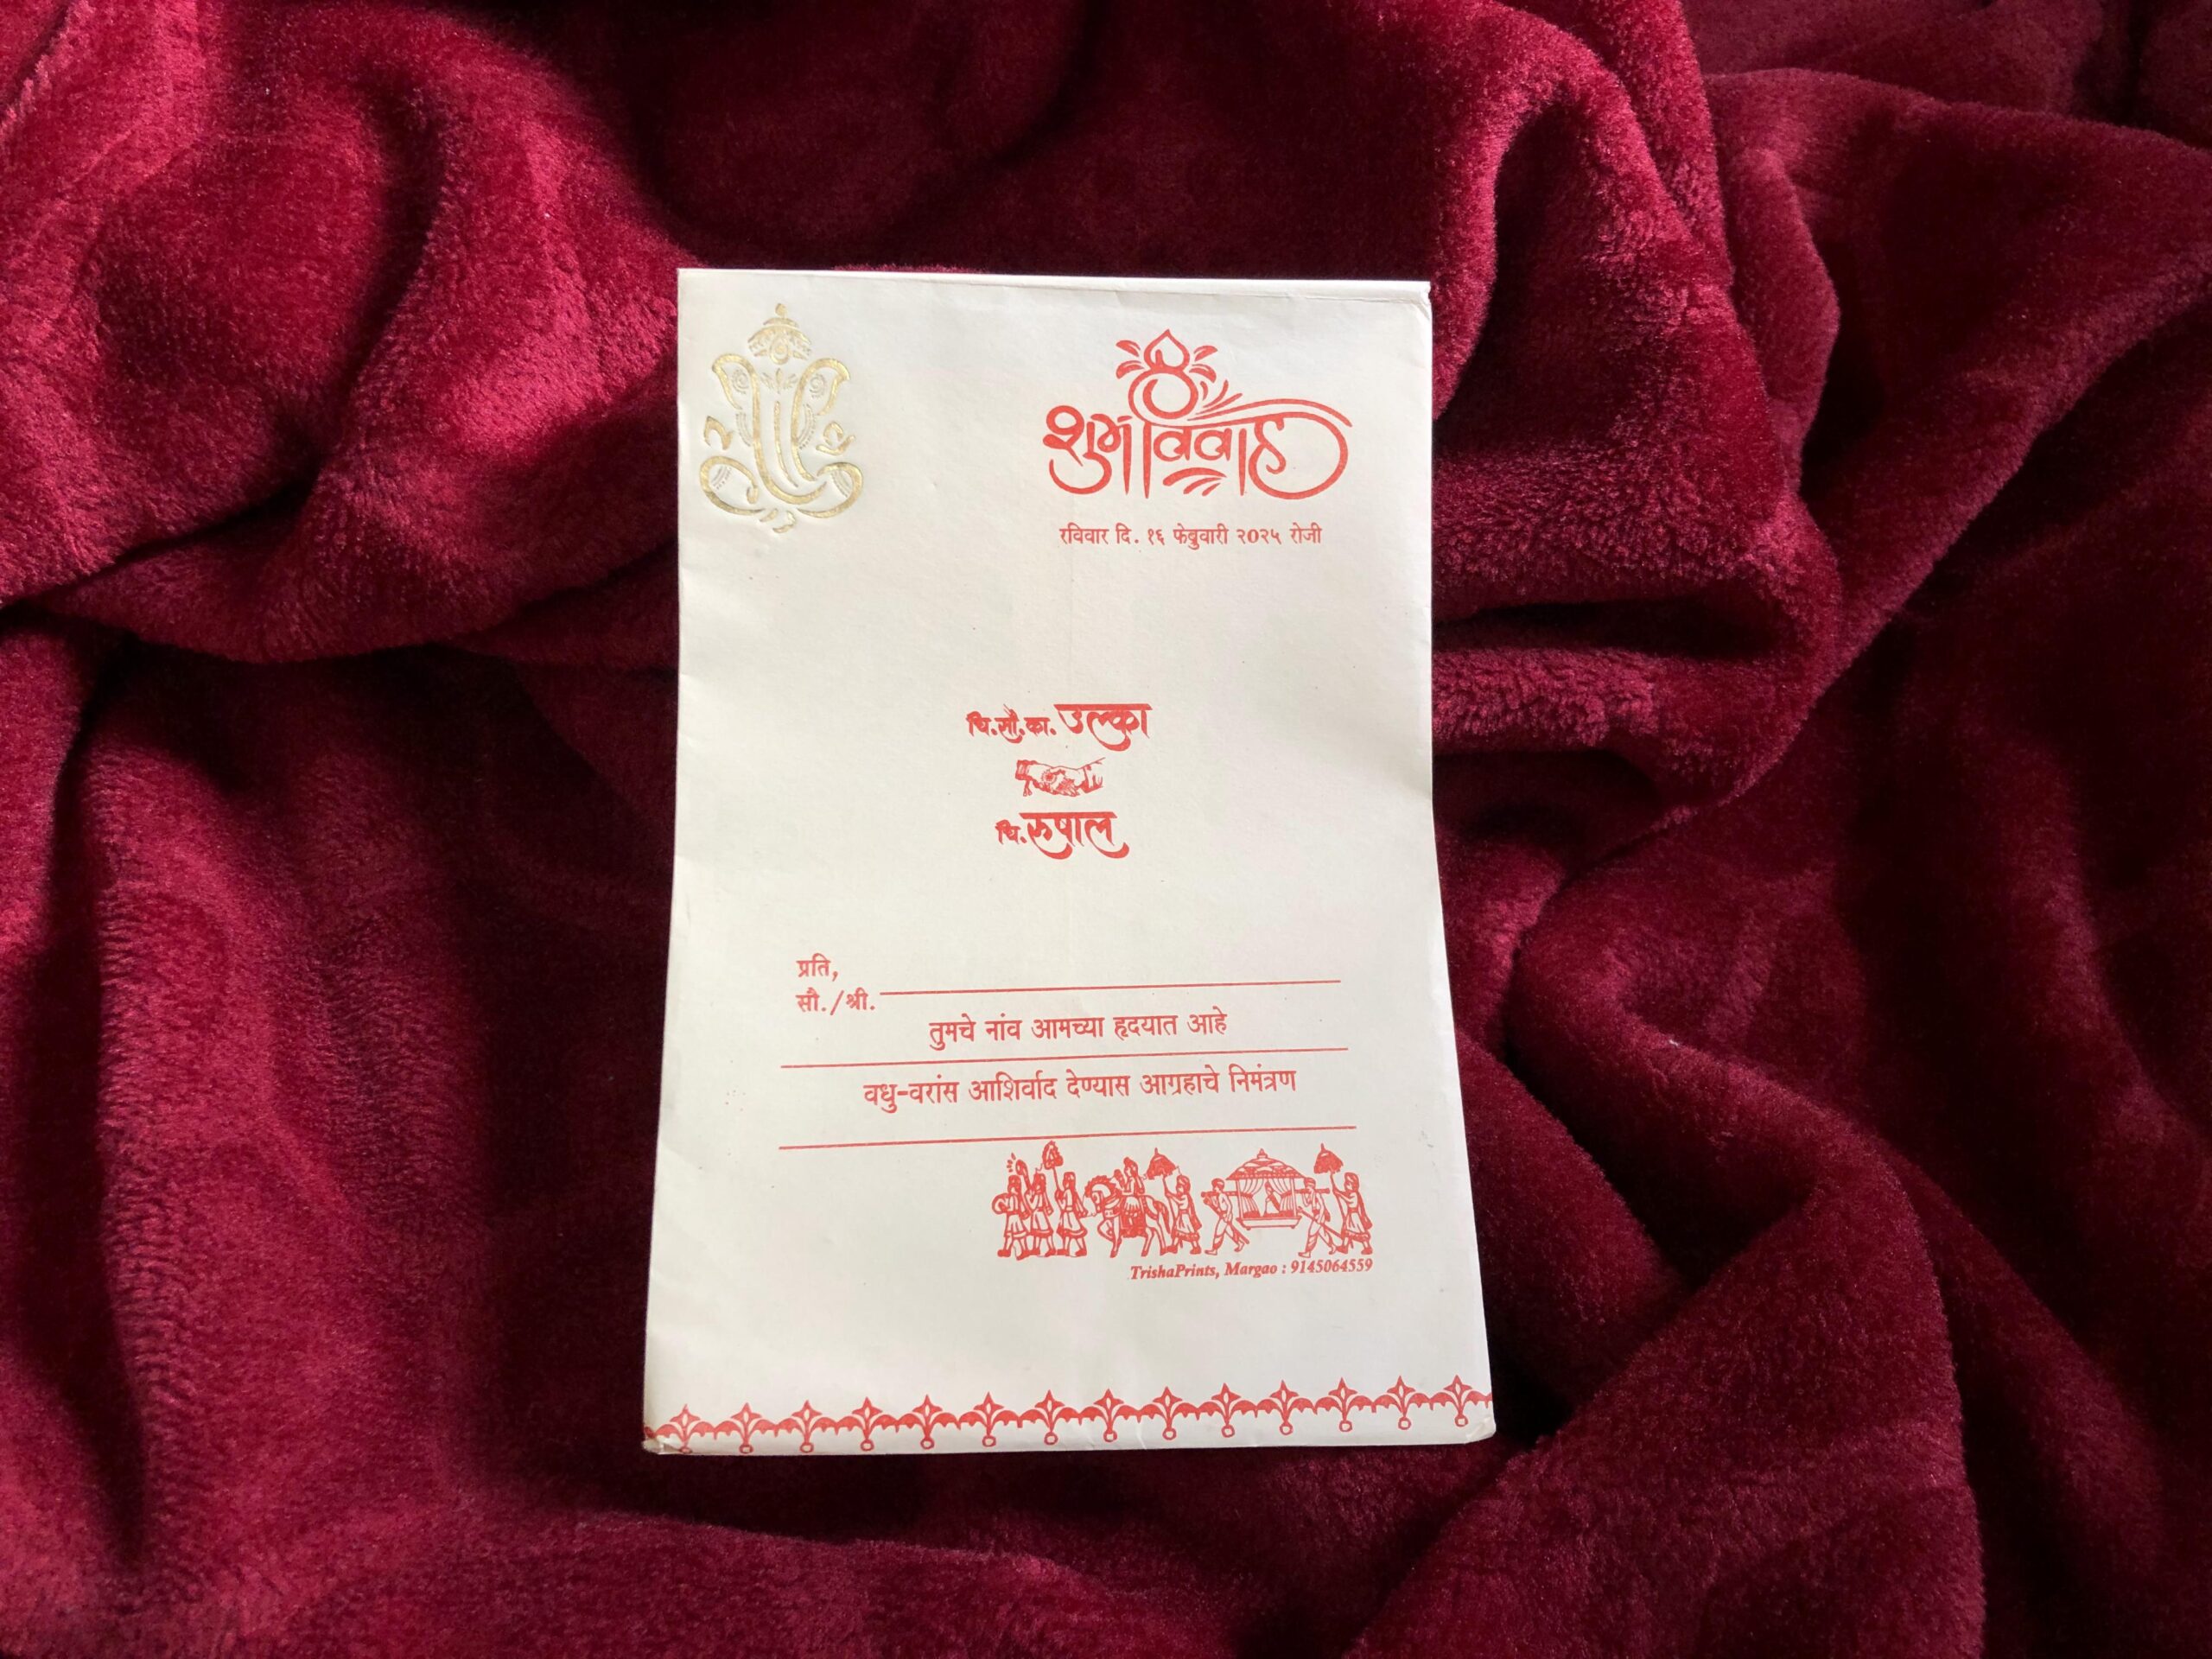 शुभ विवाह
रविवार दि. १६ फेब्रुवारी २०२५ रोजी
चि.सौ.का. उल्का
चि. रुषाल
प्रति,
सौ./श्री.
तुमचे नांव आमच्या हृदयात आहे
वधु-वरांस आशिर्वाद देण्यास आग्रहाचे निमंत्रण
TrishaPrints, Margao : 9145064559